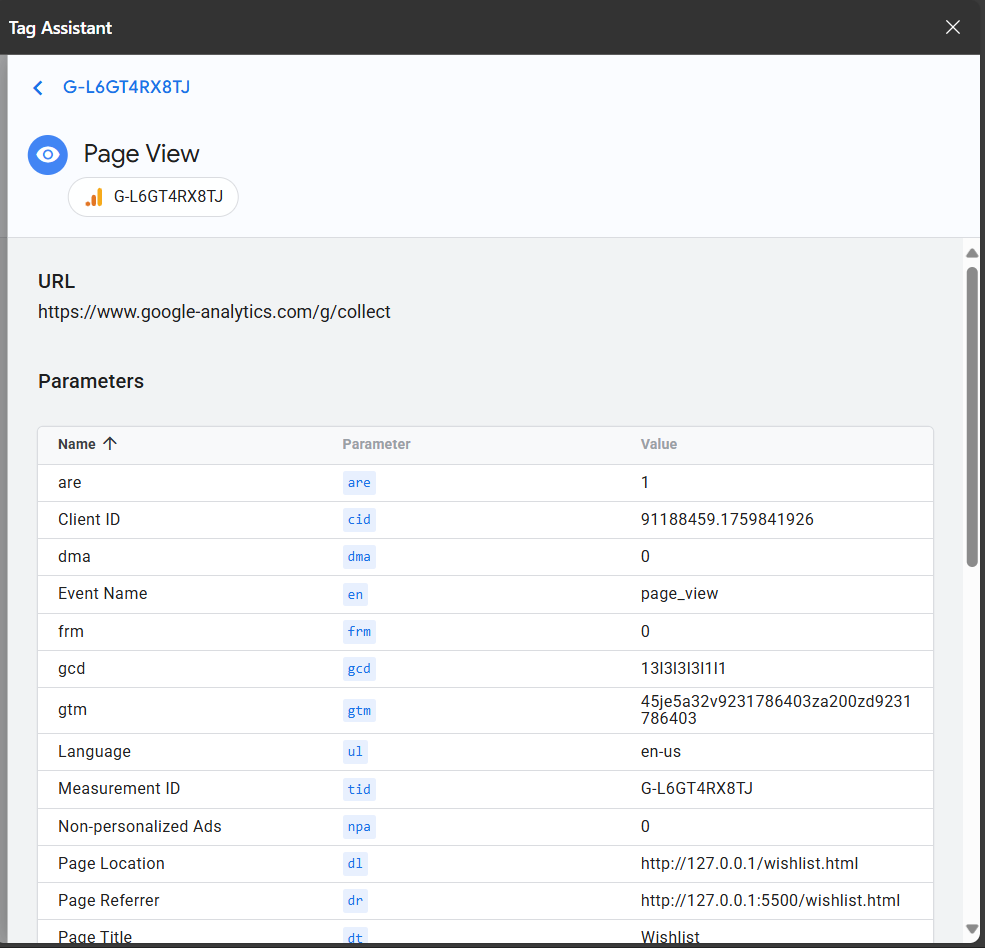 Tag Assistant
G-L6GT4RX8TJ
Page View
G-L6GT4RX8TJ
URL
https://www.google-analytics.com/g/collect
Parameters
Name Parameter Value
are are 1
Client ID cid 91188459.1759841926
dma dma 0
Event Name en page_view
frm frm 0
gcd gcd 13l3l3l3l1l1
gtm gtm 45je5a32v9231786403za200zd9231
786403
Language ul en-us
Measurement ID tid G-L6GT4RX8TJ
Non-personalized Ads npa 0
Page Location dl http://127.0.0.1/wishlist.html
Page Referrer dr http://127.0.0.1:5500/wishlist.html
Page Title dt Wishlist